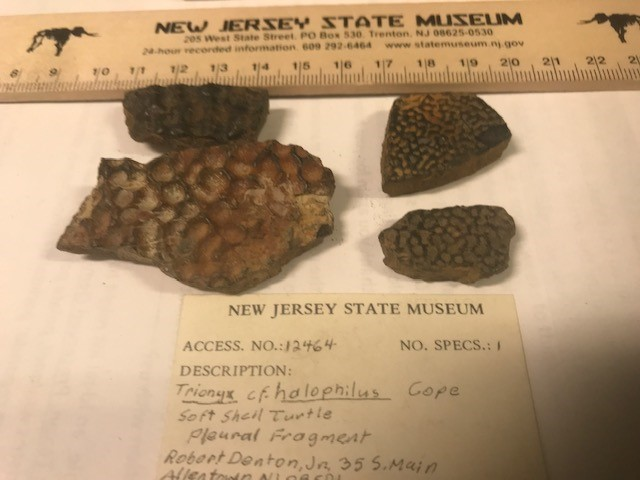 NEW JERSEY STATE MUSEUM
205 West State Street, PO Box 530, Trenton, NJ 08625-0530
24-hour recorded information 609 292-6464 www.statemuseum.nj.gov
8 9 10 11 12 13 14 15 16 17 18 19 20 21 22
NEW JERSEY STATE MUSEUM
ACCESS. NO.: 12464 NO. SPECS.: 1
DESCRIPTION:
Trionyx cf. halophilus Cope
Soft Shell Turtle
Pleural Fragment
Robert Denton, Jr, 35 S. Main
Allentown NJ